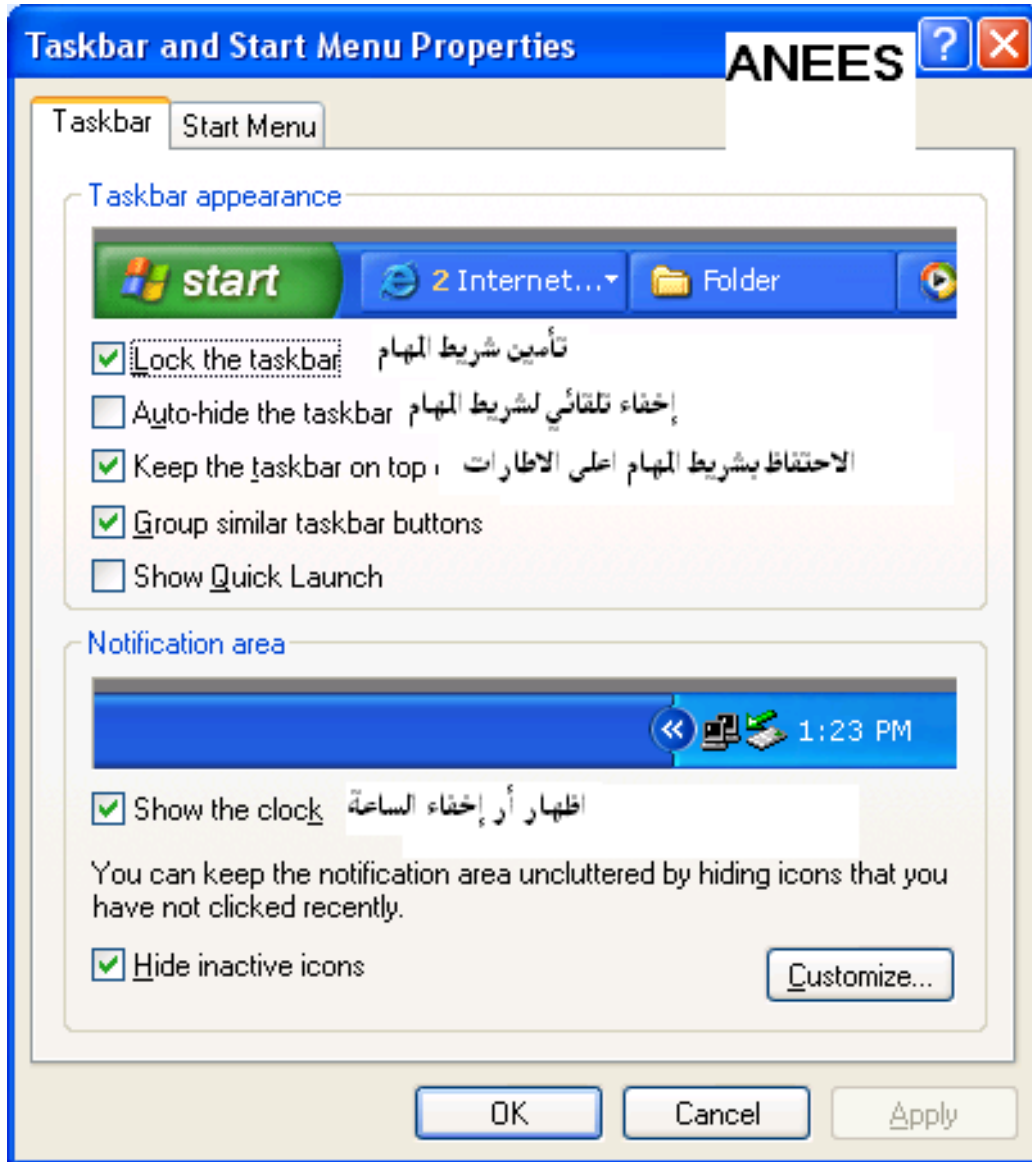 Taskbar and Start Menu Properties
ANEES
Taskbar
Start Menu
Taskbar appearance
start
2 Internet...
Folder
Lock the taskbar تأمين شريط المهام
Auto-hide the taskbar إخفاء تلقائي لشريط المهام
Keep the taskbar on top الاحتفاظ بشريط المهام اعلى الاطارات
Group similar taskbar buttons
Show Quick Launch
Notification area
1:23 PM
Show the clock اظهار أر إخفاء الساعة
You can keep the notification area uncluttered by hiding icons that you
have not clicked recently.
Hide inactive icons
Customize...
OK
Cancel
Apply